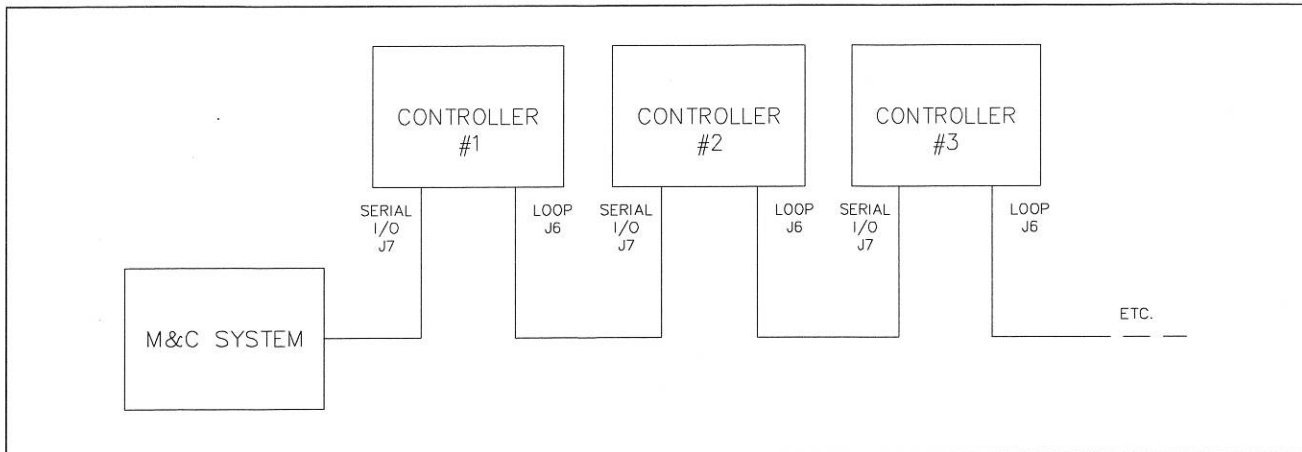 CONTROLLER
#1
CONTROLLER
#2
CONTROLLER
#3
SERIAL
I/O
J7
LOOP
J6
SERIAL
I/O
J7
LOOP
J6
SERIAL
I/O
J7
LOOP
J6
M&C SYSTEM
ETC.